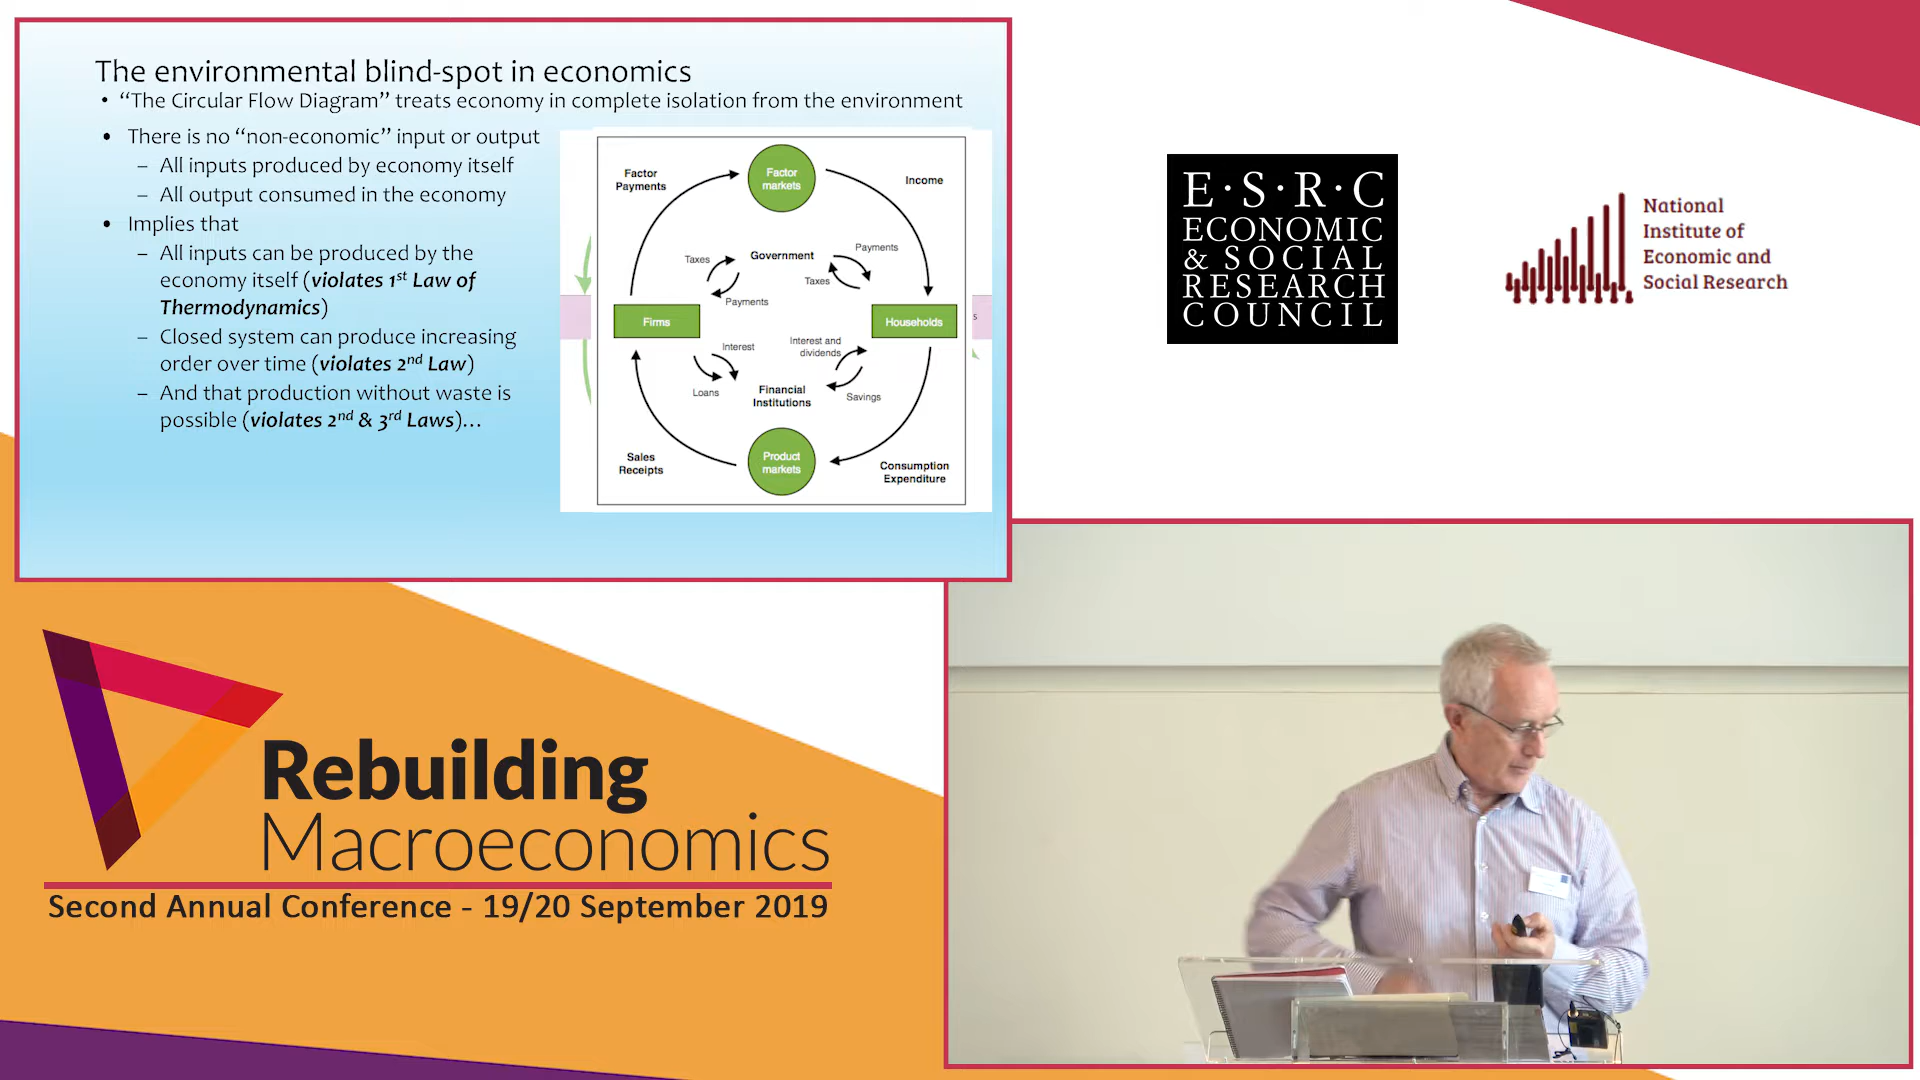 The environmental blind-spot in economics
• “The Circular Flow Diagram” treats economy in complete isolation from the environment
• There is no “non-economic” input or output
– All inputs produced by economy itself
– All output consumed in the economy
• Implies that
– All inputs can be produced by the
economy itself (violates 1st Law of
Thermodynamics)
– Closed system can produce increasing
order over time (violates 2nd Law)
– And that production without waste is
possible (violates 2nd & 3rd Laws)…
Factor
Payments
Factor
markets
Income
Taxes
Government
Payments
Payments
Taxes
Firms
Households
s
Interest
Loans
Interest and
dividends
Financial
Institutions
Savings
Sales
Receipts
Product
markets
Consumption
Expenditure
E·S·R·C
ECONOMIC
& SOCIAL
RESEARCH
COUNCIL
National
Institute of
Economic and
Social Research
Rebuilding
Macroeconomics
Second Annual Conference - 19/20 September 2019